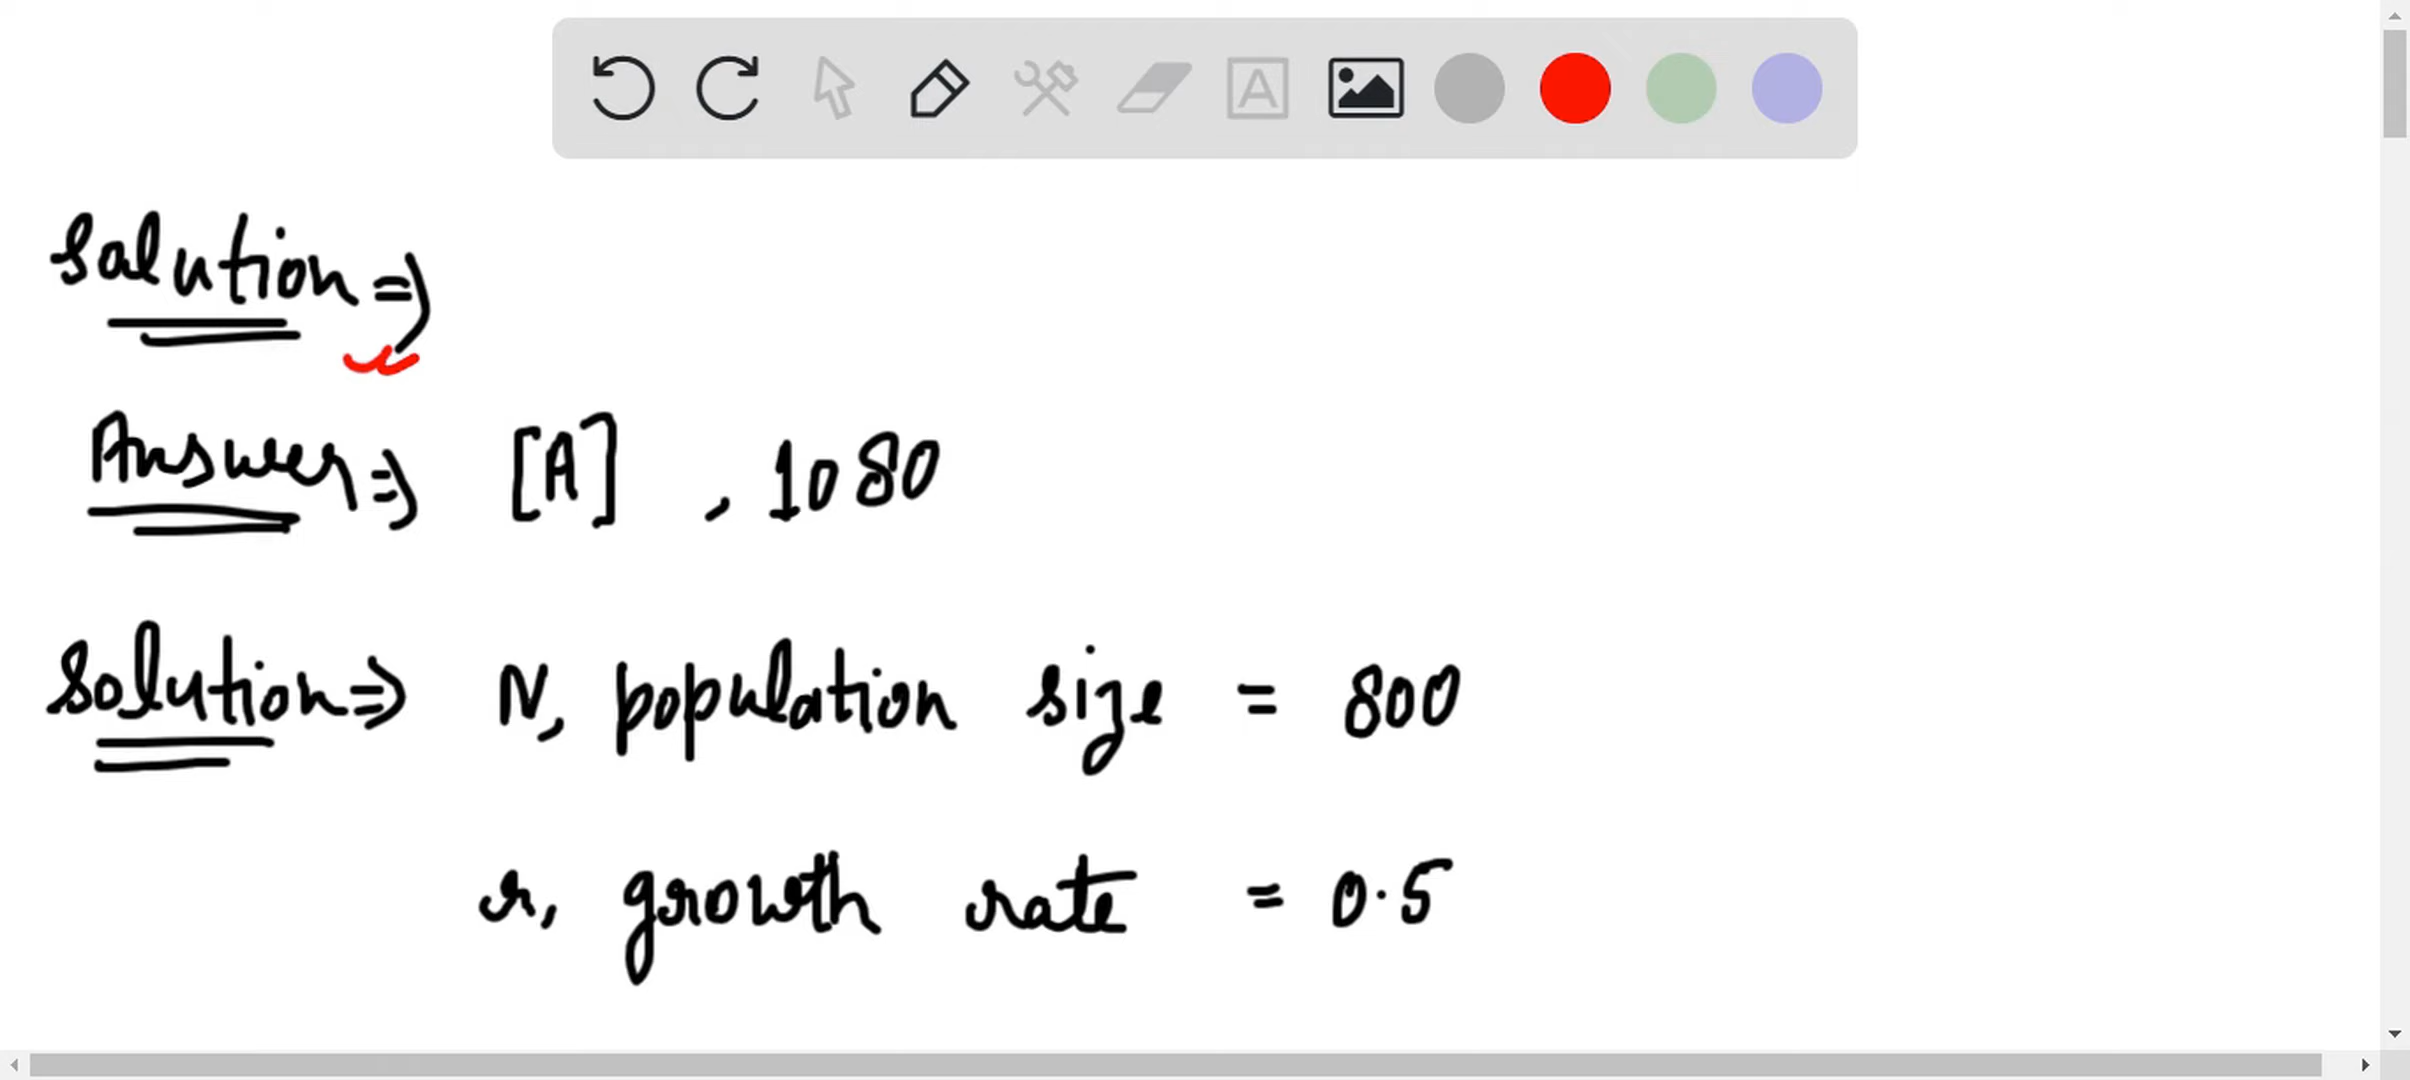 A
Solution ⇒
Answer ⇒ [A] , 1080
Solution ⇒ N, population size = 800
r, growth rate = 0.5